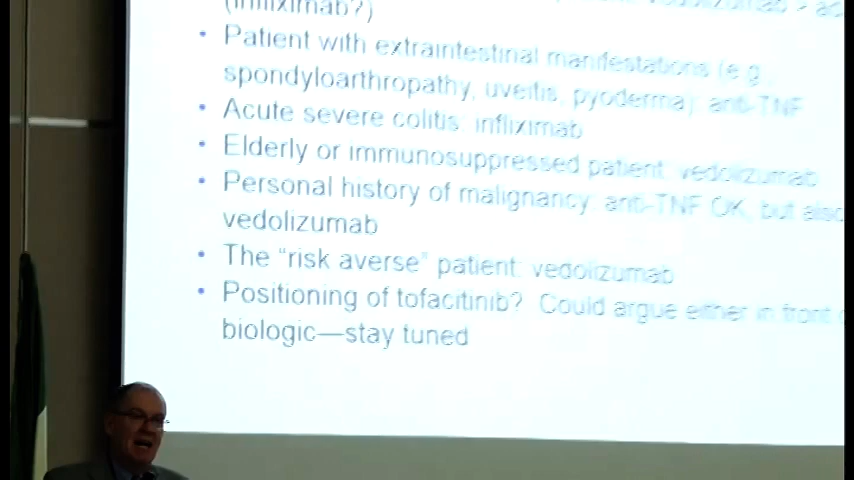 (infliximab?) vedolizumab >
• Patient with extraintestinal manifestations (e.g.,
spondyloarthropathy, uveitis, pyoderma): anti-TNF
• Acute severe colitis: infliximab
• Elderly or immunosuppressed patient: vedolizumab
• Personal history of malignancy: anti-TNF OK, but also
vedolizumab
• The “risk averse” patient: vedolizumab
• Positioning of tofacitinib? Could argue either in front
biologic—stay tuned